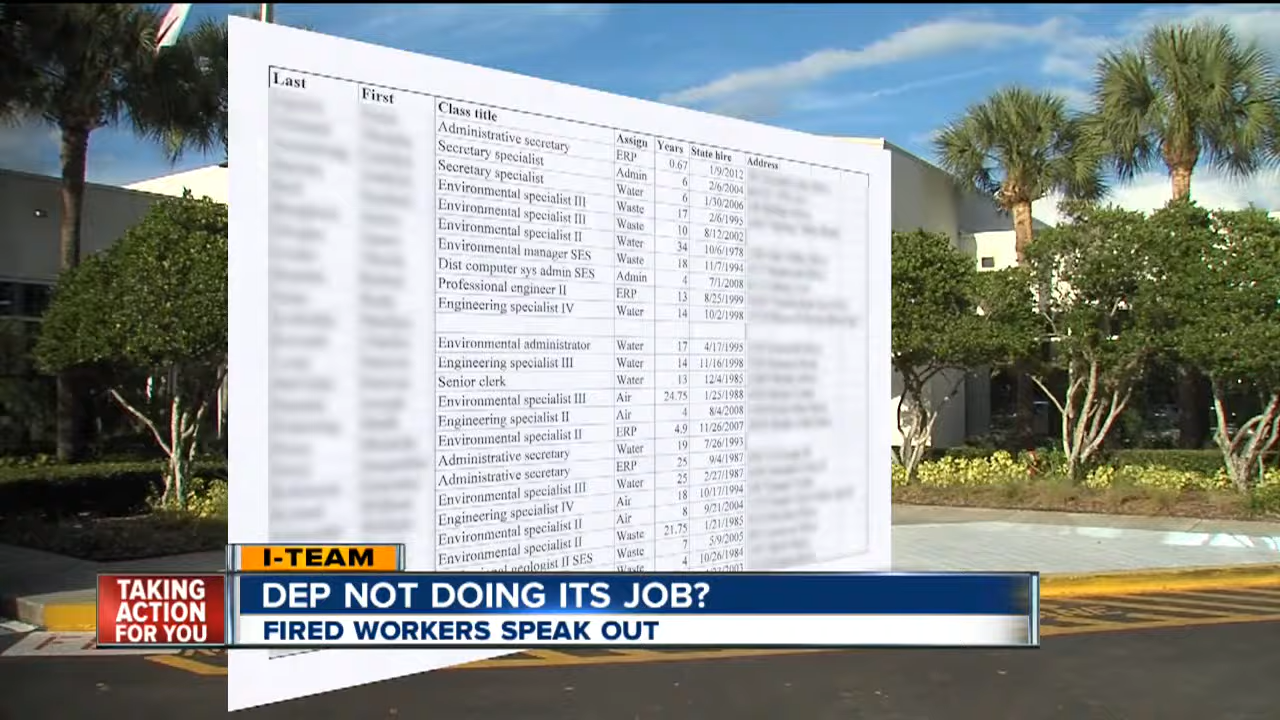 Last First Class title Assign Years State hire Address
Administrative secretary ERP 0.67 1/9/2012
Secretary specialist Admin 6 2/6/2004
Secretary specialist Water 6 1/30/2006
Environmental specialist III Waste 17 2/6/1995
Environmental specialist III Waste 10 8/12/2002
Environmental specialist II Water 34 10/6/1978
Environmental manager SES Waste 18 11/7/1994
Dist computer sys admin SES Admin 4 7/1/2008
Professional engineer II ERP 13 8/25/1999
Engineering specialist IV Water 14 10/2/1998
Environmental administrator Water 17 4/17/1995
Engineering specialist III Water 14 11/16/1998
Senior clerk Water 13 12/4/1985
Environmental specialist III Air 24.75 1/25/1988
Engineering specialist II Air 4 8/4/2008
Environmental specialist II ERP 4.9 11/26/2007
Administrative secretary Water 19 7/26/1993
Administrative secretary ERP 25 9/4/1987
Environmental specialist III Water 25 2/27/1987
Engineering specialist IV Air 18 10/17/1994
Environmental specialist II Air 8 9/21/2004
Environmental specialist II Waste 21.75 1/21/1985
geologist II SES Waste 7 5/9/2005
Waste 4 10/26/1984
I-TEAM
TAKING ACTION FOR YOU
DEP NOT DOING ITS JOB?
FIRED WORKERS SPEAK OUT